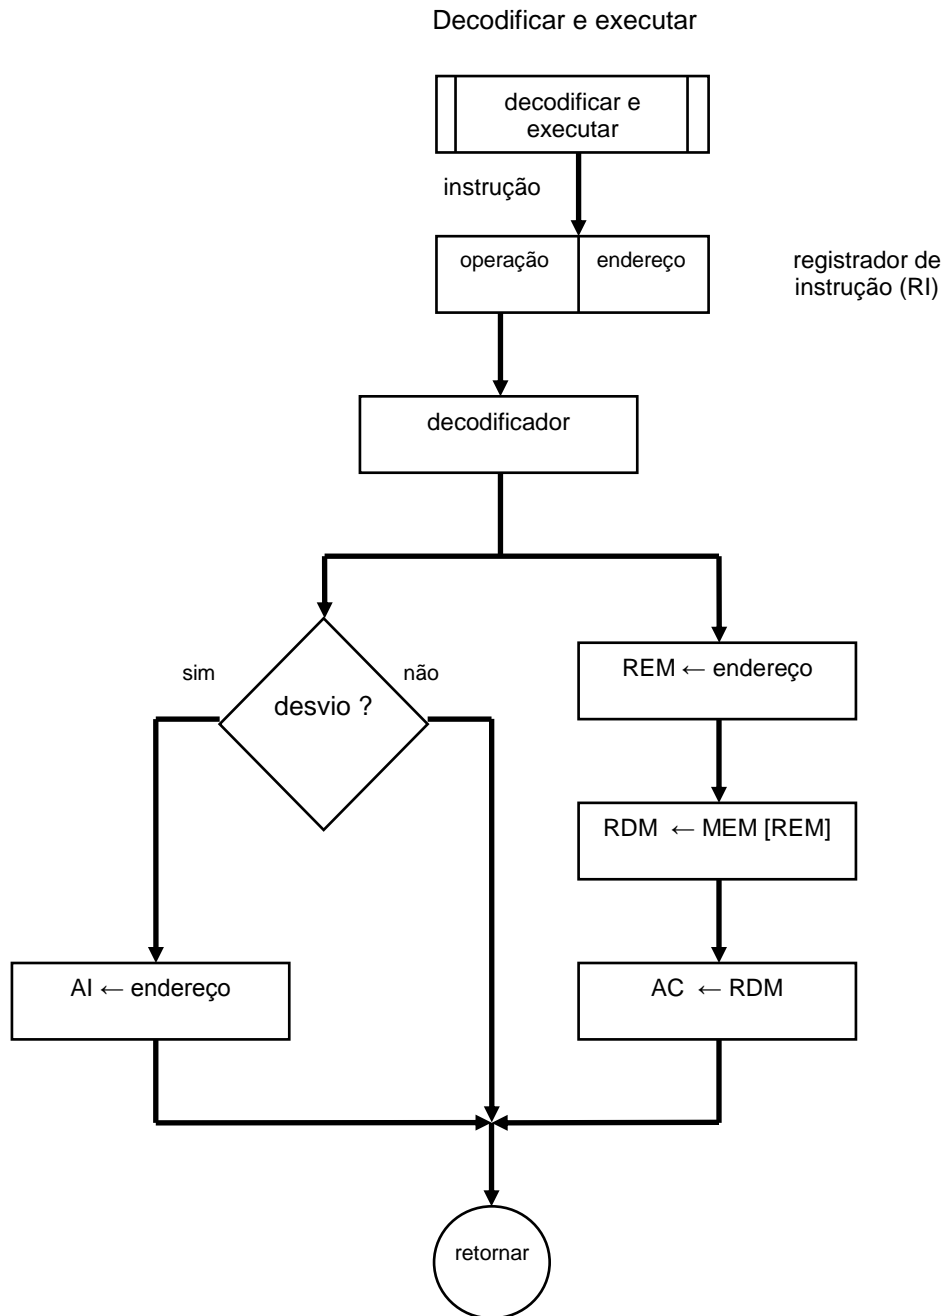 Decodificar e executar
decodificar e
executar
instrução
operação
endereço
registrador de
instrução (RI)
decodificador
sim
não
desvio ?
REM ← endereço
RDM ← MEM [REM]
AI ← endereço
AC ← RDM
retornar